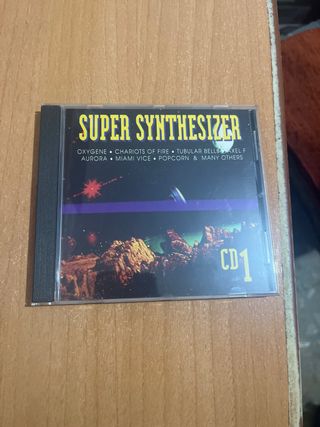 SUPER SYNTHESIZER
OXYGENE • CHARIOTS OF FIRE • TUBULAR BELLS • AXEL F
AURORA • MIAMI VICE • POPCORN & MANY OTHERS
CD 1